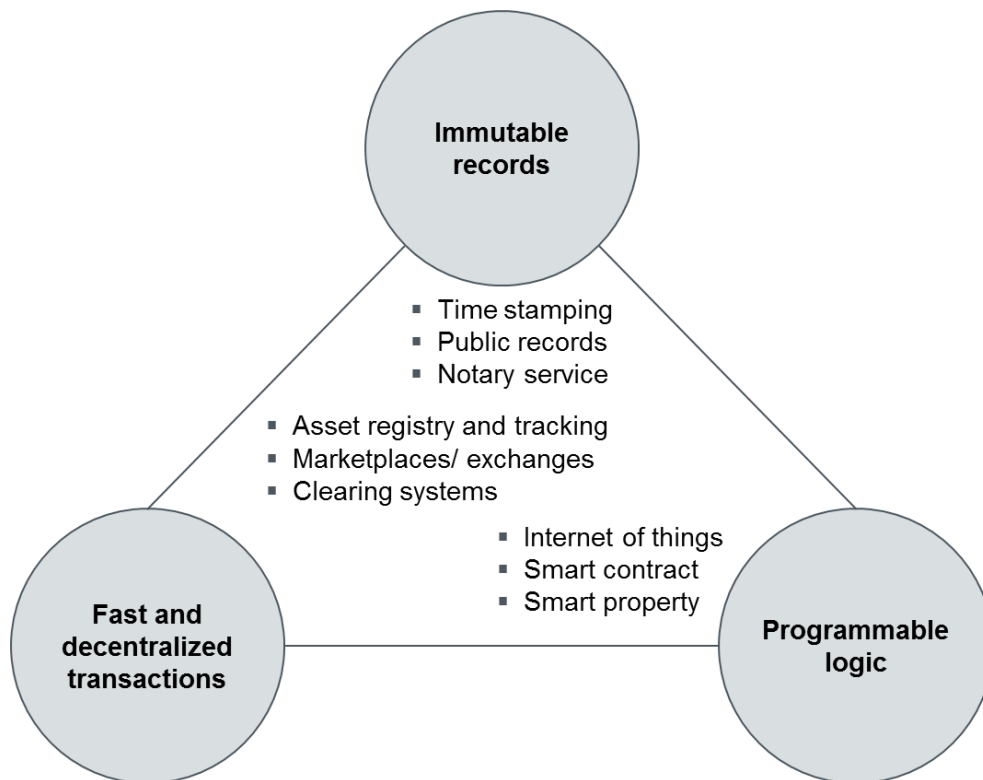 Immutable
records
▪ Time stamping
▪ Public records
▪ Notary service
▪ Asset registry and tracking
▪ Marketplaces/ exchanges
▪ Clearing systems
▪ Internet of things
▪ Smart contract
▪ Smart property
Fast and
decentralized
transactions
Programmable
logic